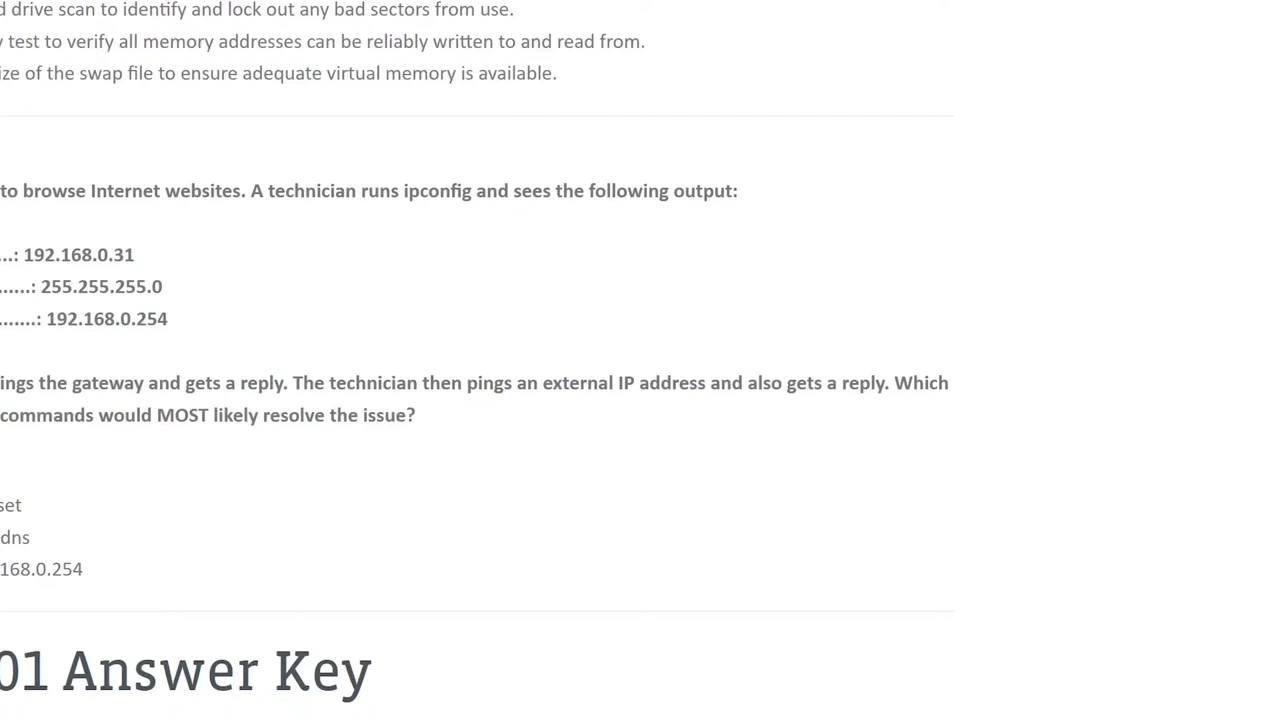 d drive scan to identify and lock out any bad sectors from use.
y test to verify all memory addresses can be reliably written to and read from.
ize of the swap file to ensure adequate virtual memory is available.
to browse Internet websites. A technician runs ipconfig and sees the following output:
...: 192.168.0.31
......: 255.255.255.0
.......: 192.168.0.254
ings the gateway and gets a reply. The technician then pings an external IP address and also gets a reply. Which
commands would MOST likely resolve the issue?
set
dns
168.0.254
01 Answer Key